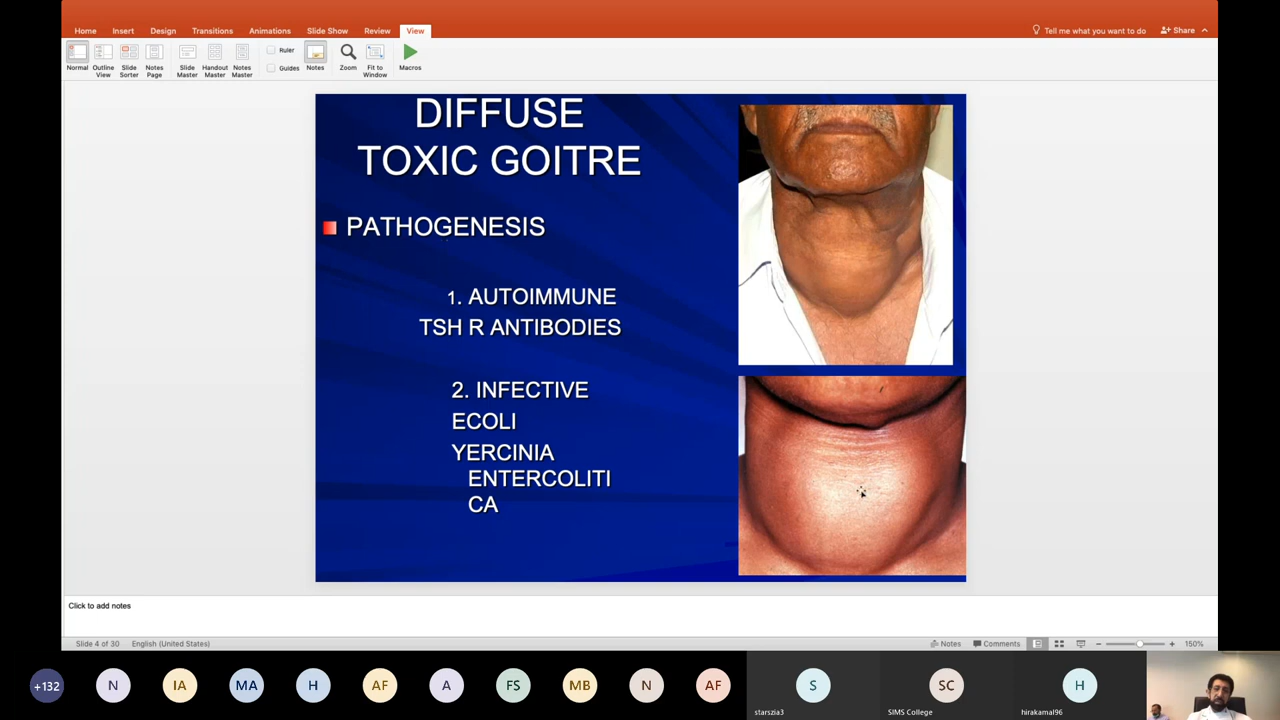 Home Insert Design Transitions Animations Slide Show Review View
Tell me what you want to do
Share
Normal
Outline View
Slide Sorter
Notes Page
Slide Master
Handout Master
Notes Master
Ruler
Guides
Notes
Zoom
Fit to Window
Macros
DIFFUSE
TOXIC GOITRE
PATHOGENESIS
1. AUTOIMMUNE
TSH R ANTIBODIES
2. INFECTIVE
ECOLI
YERCINIA
ENTERCOLITI
CA
Click to add notes
Slide 4 of 30 English (United States)
Notes Comments 150%
+132 N IA MA H AF A FS MB N AF S SC H
starszia3 SIMS College hirakamal96